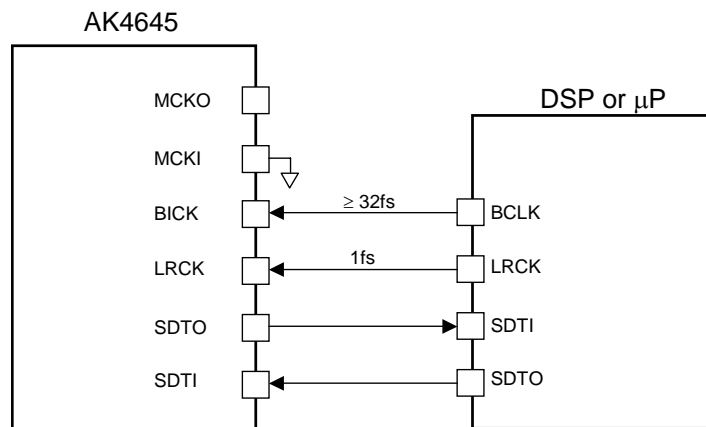 AK4645
DSP or μP
MCKO
MCKI
BICK
≥ 32fs
BCLK
LRCK
1fs
LRCK
SDTO
SDTI
SDTI
SDTO